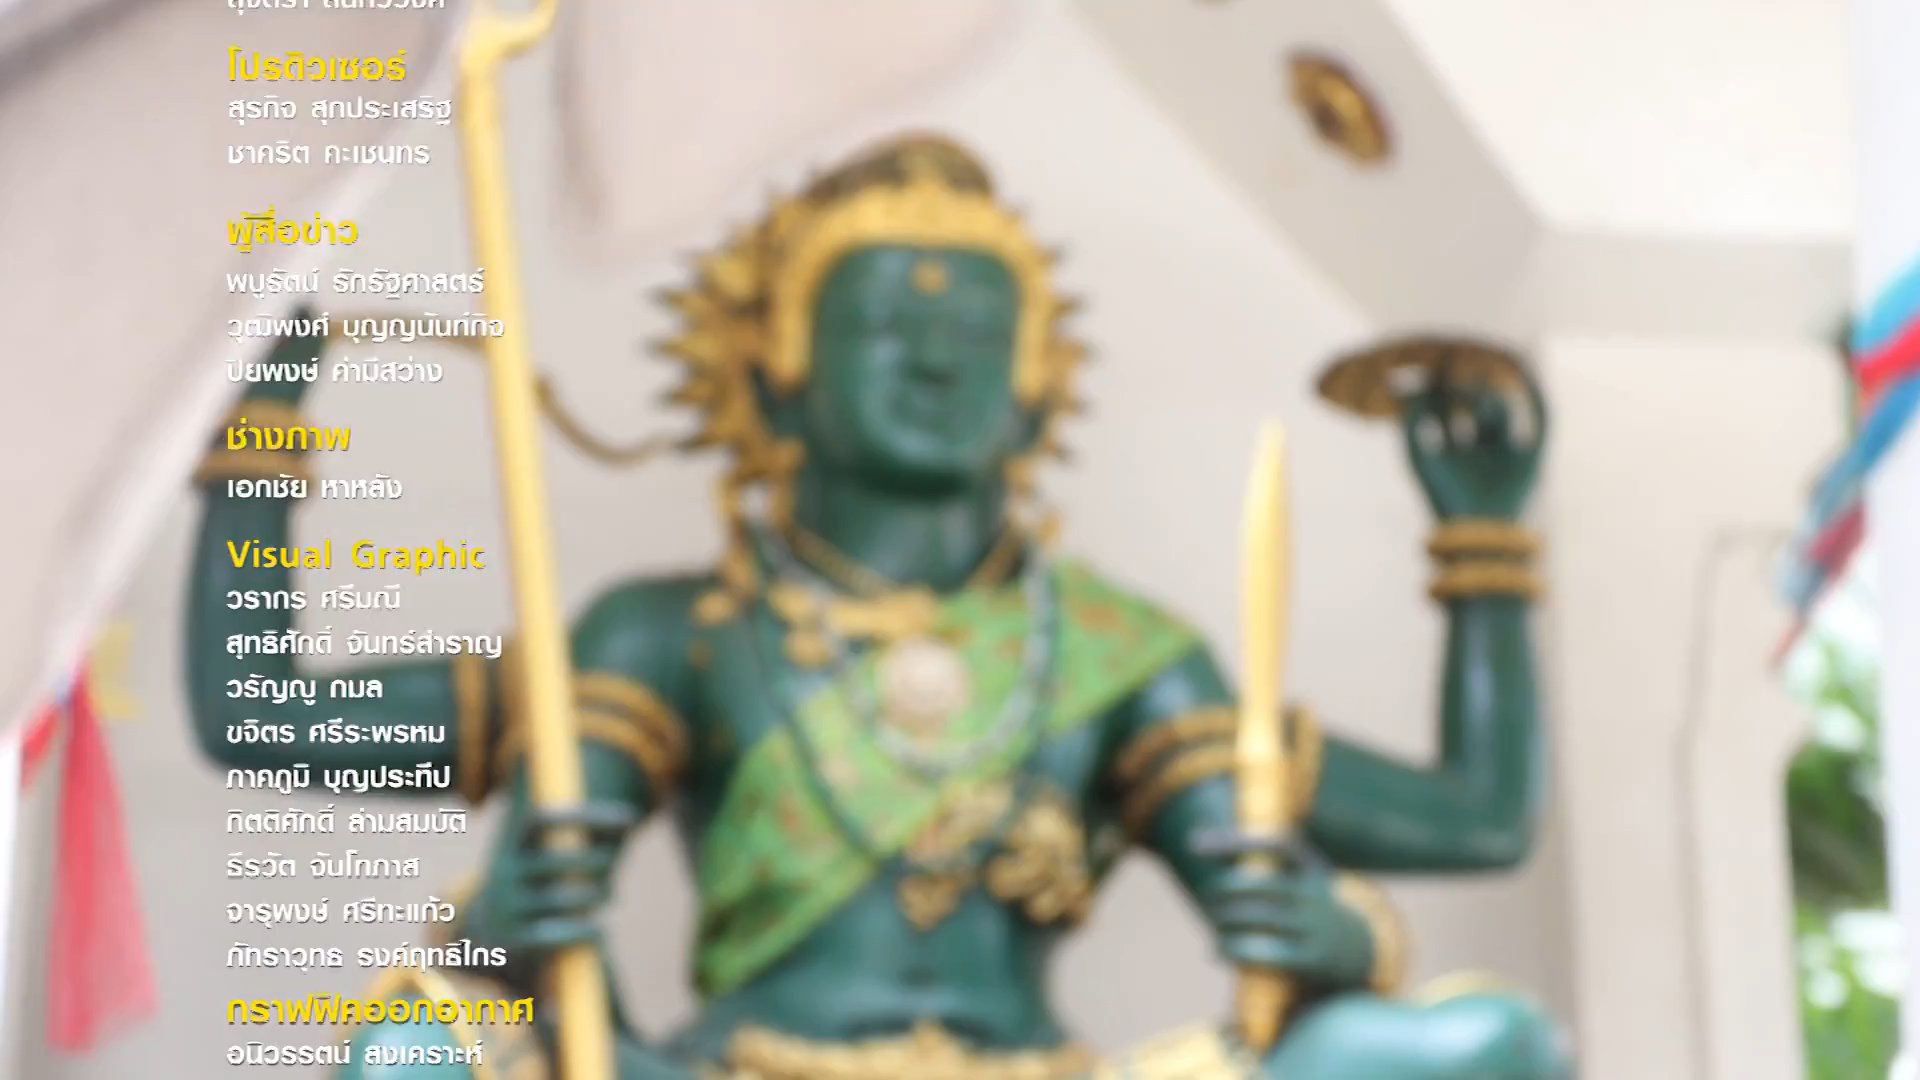 โปรดิวเซอร์
สุรกิจ สุกประเสริฐ
ชาคริต คะเชนทร
ผู้สื่อข่าว
พบูรัตน์ รักรัฐศาสตร์
วุฒิพงศ์ บุญญนันท์กิจ
ปิยพงษ์ ค่ามีสว่าง
ช่างภาพ
เอกชัย หาหลัง
Visual Graphic
วรากร ศรีมณี
สุทธิศักดิ์ จันทร์สำราญ
วรัญญู กมล
ขจิตร ศรีระพรหม
ภาคภูมิ บุญประทีป
กิตติศักดิ์ ล่ามสมบัติ
ธีรวัต จันโทภาส
จารุพงษ์ ศรีทะแก้ว
ภัทราวุทธ รงค์ฤทธิไกร
กราฟฟิคออกอากาศ
อนิวรรตน์ สงเคราะห์